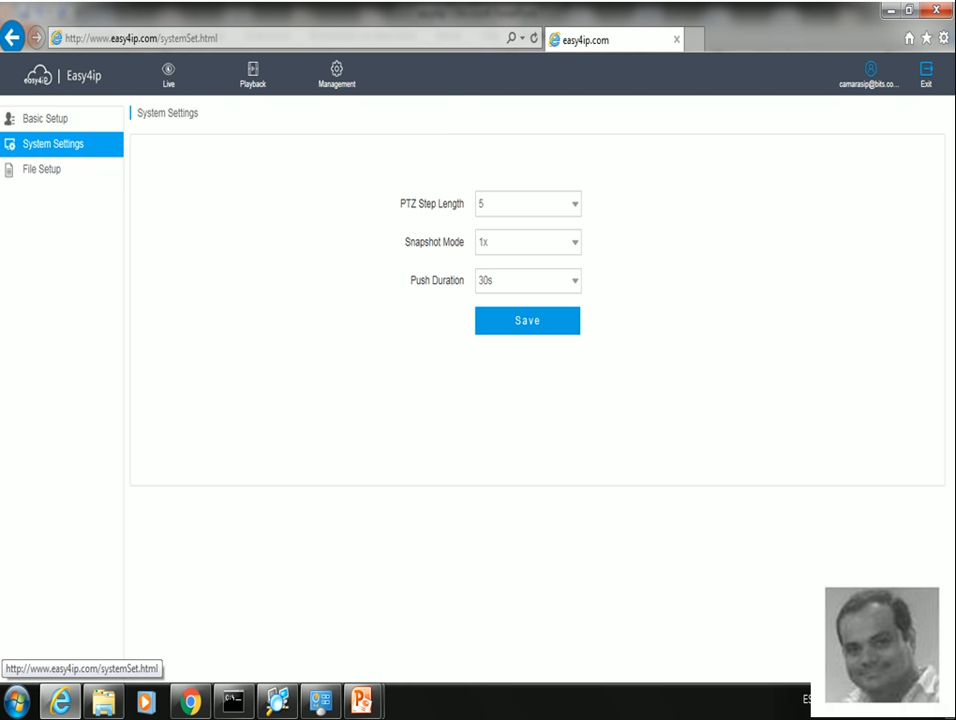 http://www.easy4ip.com/systemSet.html
easy4ip.com
easy4ip | Easy4ip
Live
Playback
Management
camarasip@bits.co...
Exit
Basic Setup
System Settings
File Setup
System Settings
PTZ Step Length 5
Snapshot Mode 1x
Push Duration 30s
Save
http://www.easy4ip.com/systemSet.html
ES